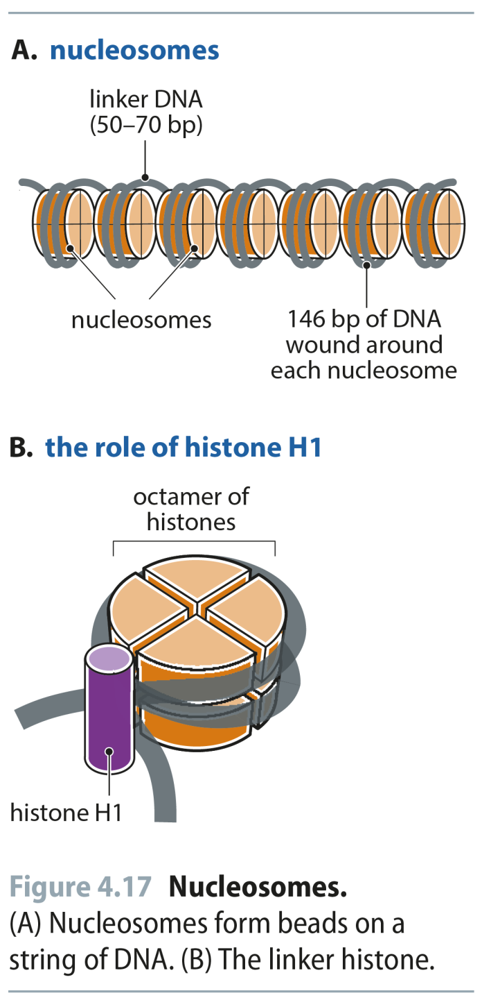 A. nucleosomes
linker DNA
(50–70 bp)
nucleosomes
146 bp of DNA
wound around
each nucleosome
B. the role of histone H1
octamer of
histones
histone H1
Figure 4.17 Nucleosomes.
(A) Nucleosomes form beads on a
string of DNA. (B) The linker histone.